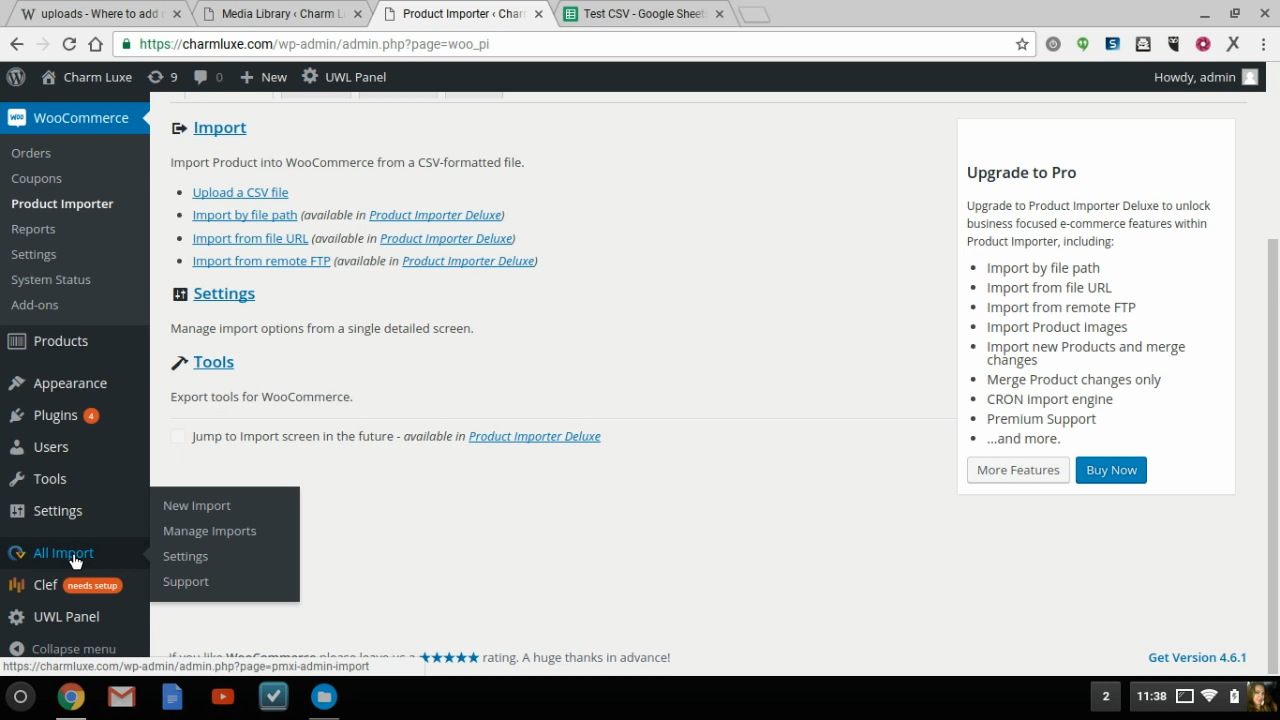 uploads - Where to add
Media Library ‹ Charm L
Product Importer ‹ Char
Test CSV - Google Sheet
https://charmluxe.com/wp-admin/admin.php?page=woo_pi
Charm Luxe 9 0 New UWL Panel Howdy, admin
WooCommerce
Orders
Coupons
Product Importer
Reports
Settings
System Status
Add-ons
Products
Appearance
Plugins 4
Users
Tools
Settings
All Import
Clef needs setup
UWL Panel
Collapse menu
New Import
Manage Imports
Settings
Support
Import
Import Product into WooCommerce from a CSV-formatted file.
Upload a CSV file
Import by file path (available in Product Importer Deluxe)
Import from file URL (available in Product Importer Deluxe)
Import from remote FTP (available in Product Importer Deluxe)
Settings
Manage import options from a single detailed screen.
Tools
Export tools for WooCommerce.
Jump to Import screen in the future - available in Product Importer Deluxe
Upgrade to Pro
Upgrade to Product Importer Deluxe to unlock
business focused e-commerce features within
Product Importer, including:
Import by file path
Import from file URL
Import from remote FTP
Import Product images
Import new Products and merge
changes
Merge Product changes only
CRON import engine
Premium Support
...and more.
More Features Buy Now
If you like WooCommerce please leave us a ★★★★★ rating. A huge thanks in advance!
Get Version 4.6.1
https://charmluxe.com/wp-admin/admin.php?page=pmxi-admin-import
2 11:38